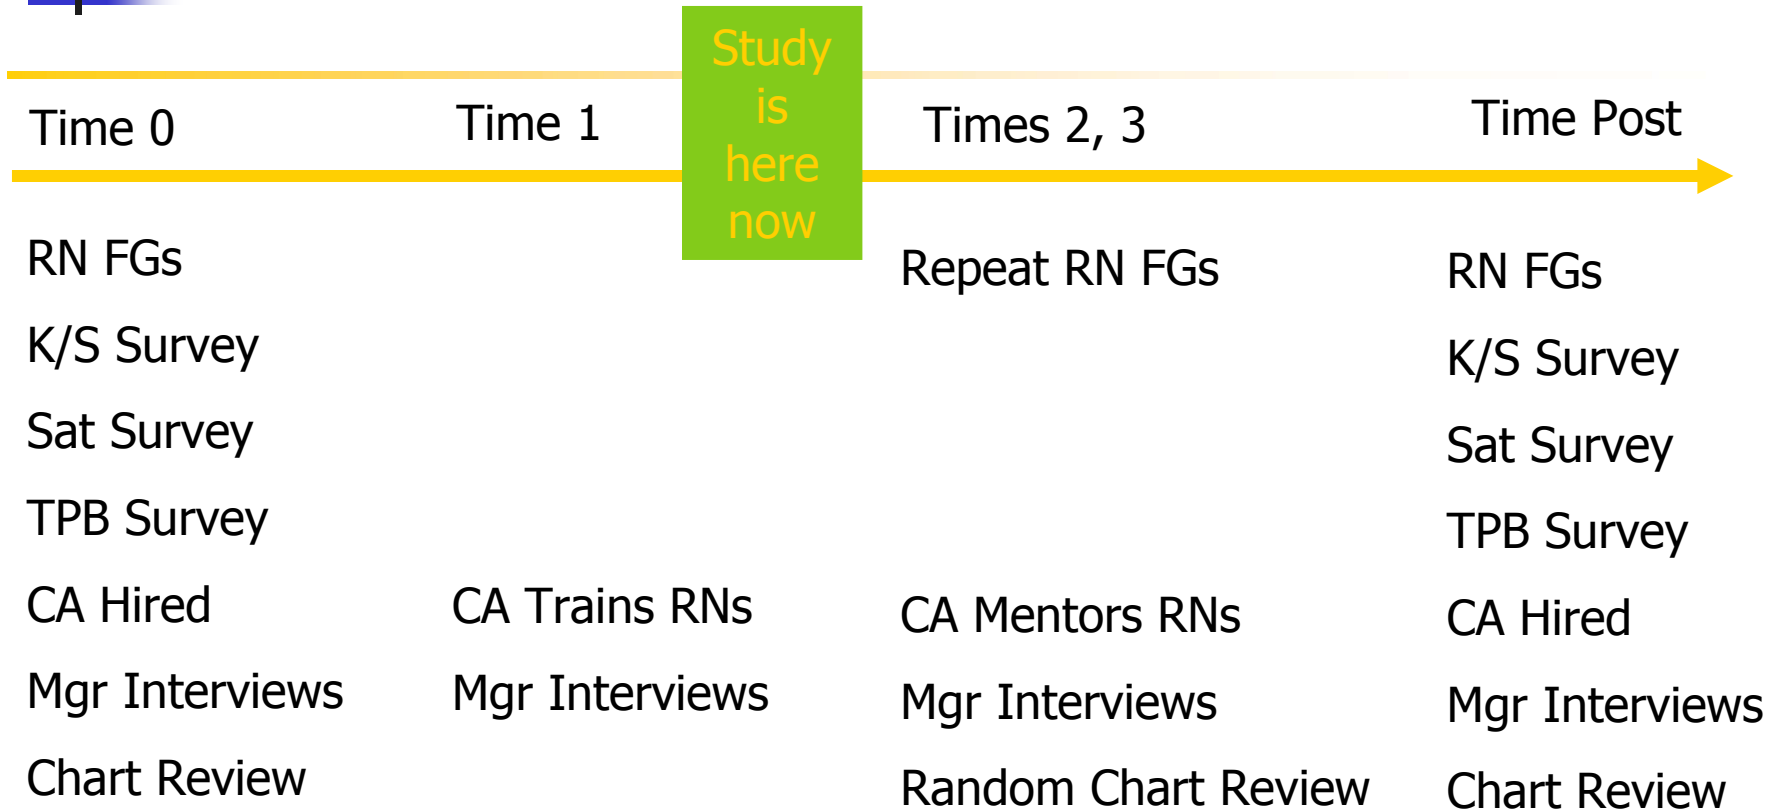 Study
is
here
now
Time 0
Time 1
Times 2, 3
Time Post
RN FGs
K/S Survey
Sat Survey
TPB Survey
CA Hired
Mgr Interviews
Chart Review
CA Trains RNs
Mgr Interviews
Repeat RN FGs
CA Mentors RNs
Mgr Interviews
Random Chart Review
RN FGs
K/S Survey
Sat Survey
TPB Survey
CA Hired
Mgr Interviews
Chart Review